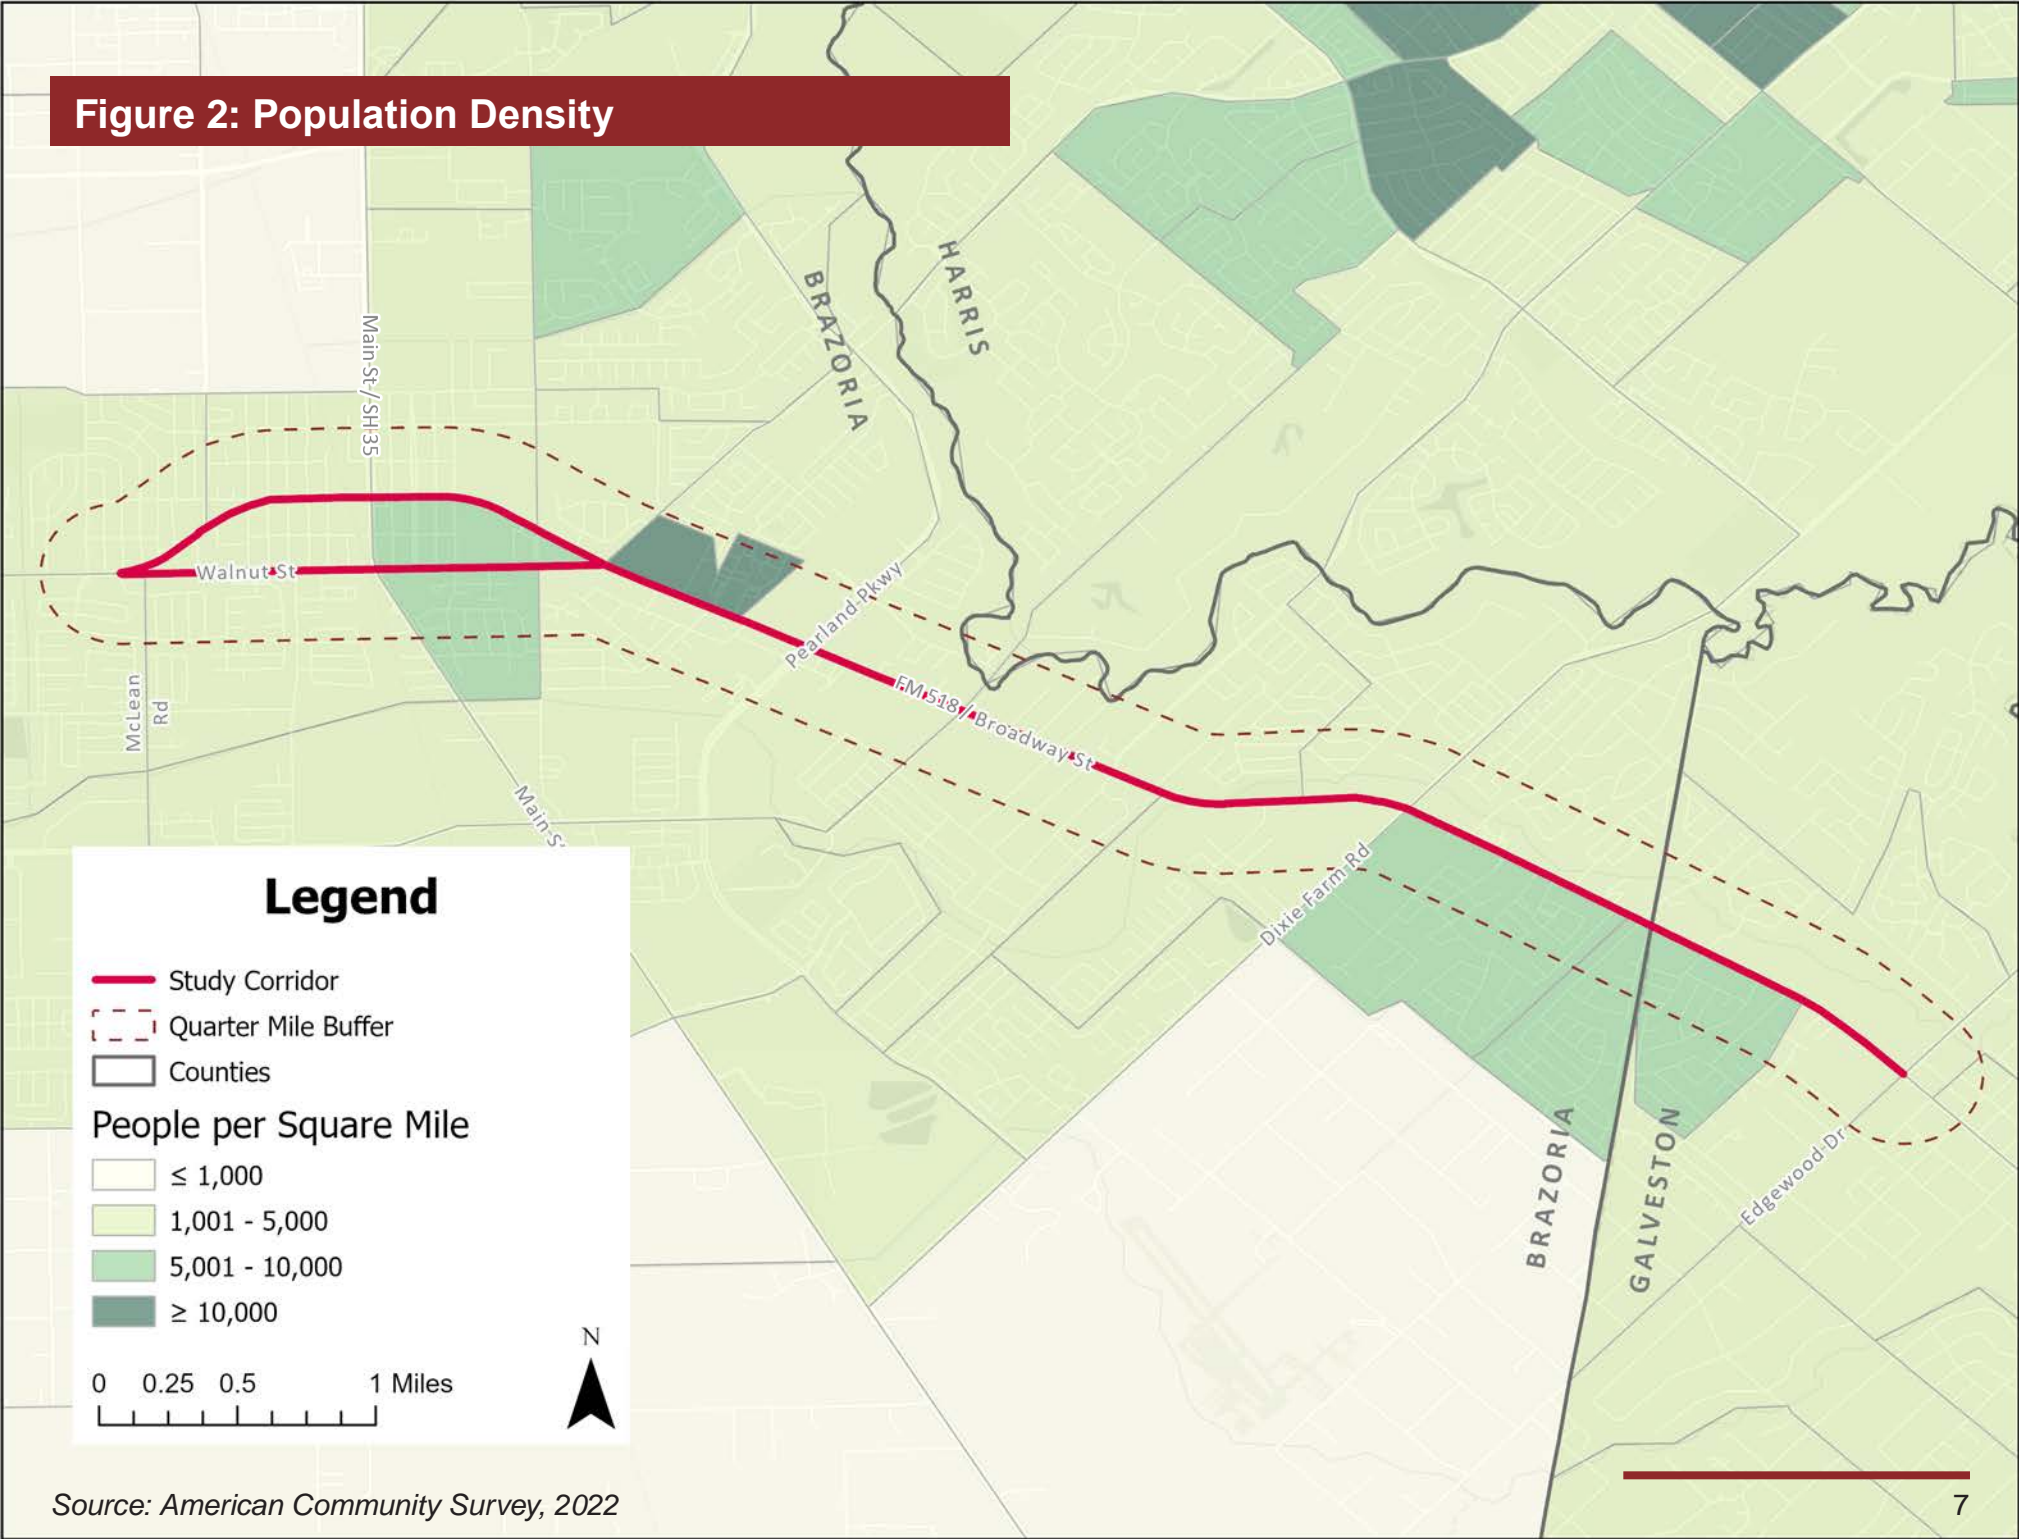 Figure 2: Population Density
HARRIS
BRAZORIA
Main St / SH 35
Walnut St
Pearland Pkwy
FM 518 / Broadway St
McLean
Rd
Main S
Dixie Farm Rd
BRAZORIA
GALVESTON
Edgewood Dr
Legend
Study Corridor
Quarter Mile Buffer
Counties
People per Square Mile
≤ 1,000
1,001 - 5,000
5,001 - 10,000
≥ 10,000
N
0 0.25 0.5 1 Miles
Source: American Community Survey, 2022
7